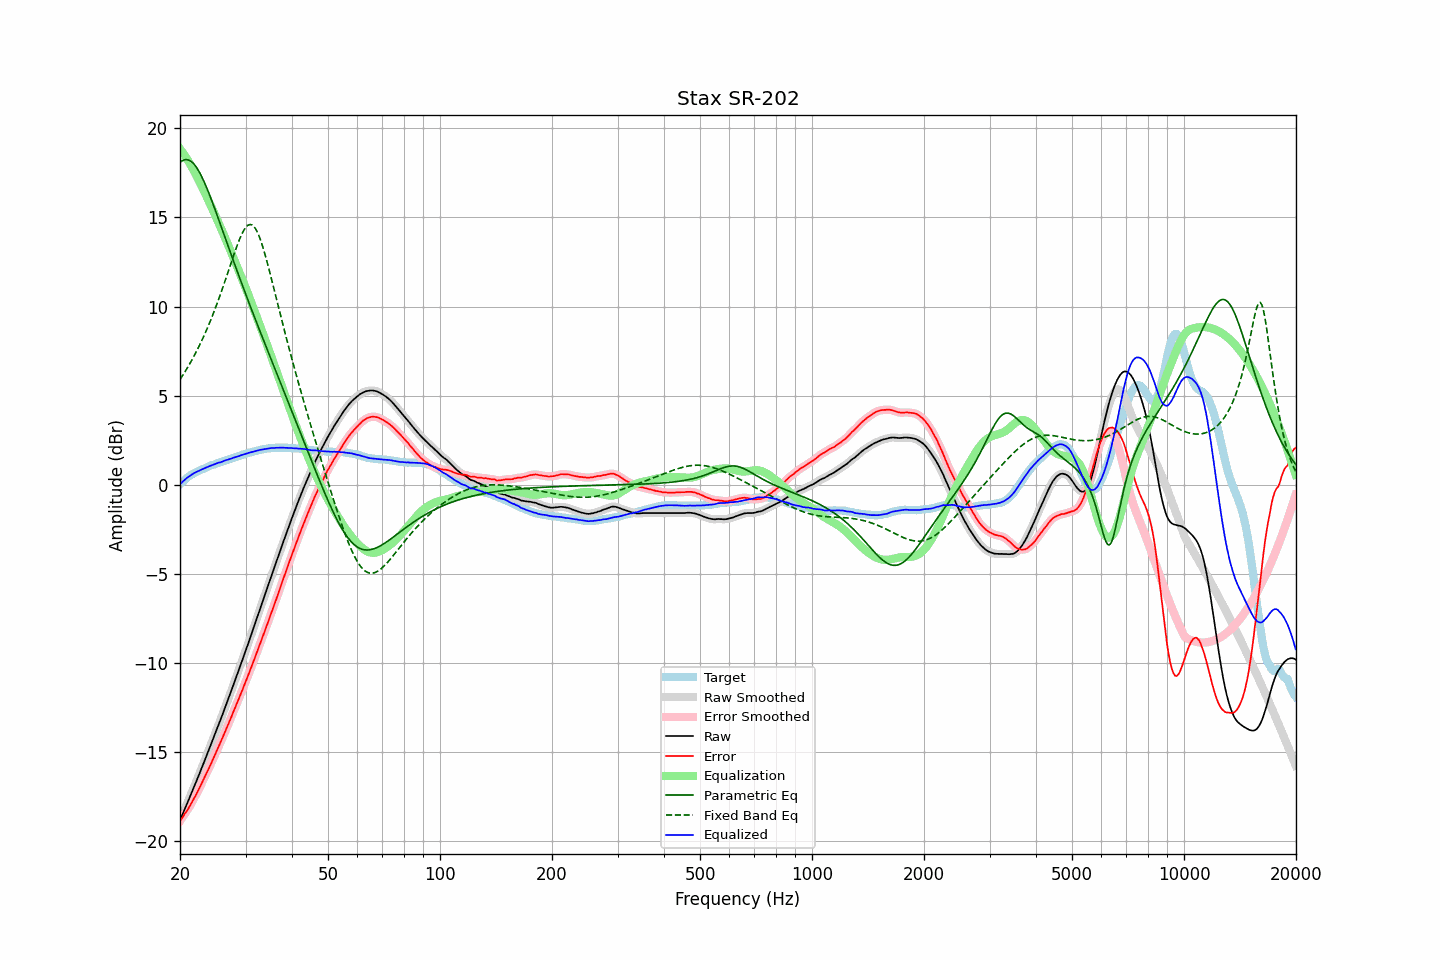 Stax SR-202
Amplitude (dBr)
20
15
10
5
0
−5
−10
−15
−20
Target
Raw Smoothed
Error Smoothed
Raw
Error
Equalization
Parametric Eq
Fixed Band Eq
Equalized
20 50 100 200 500 1000 2000 5000 10000 20000
Frequency (Hz)